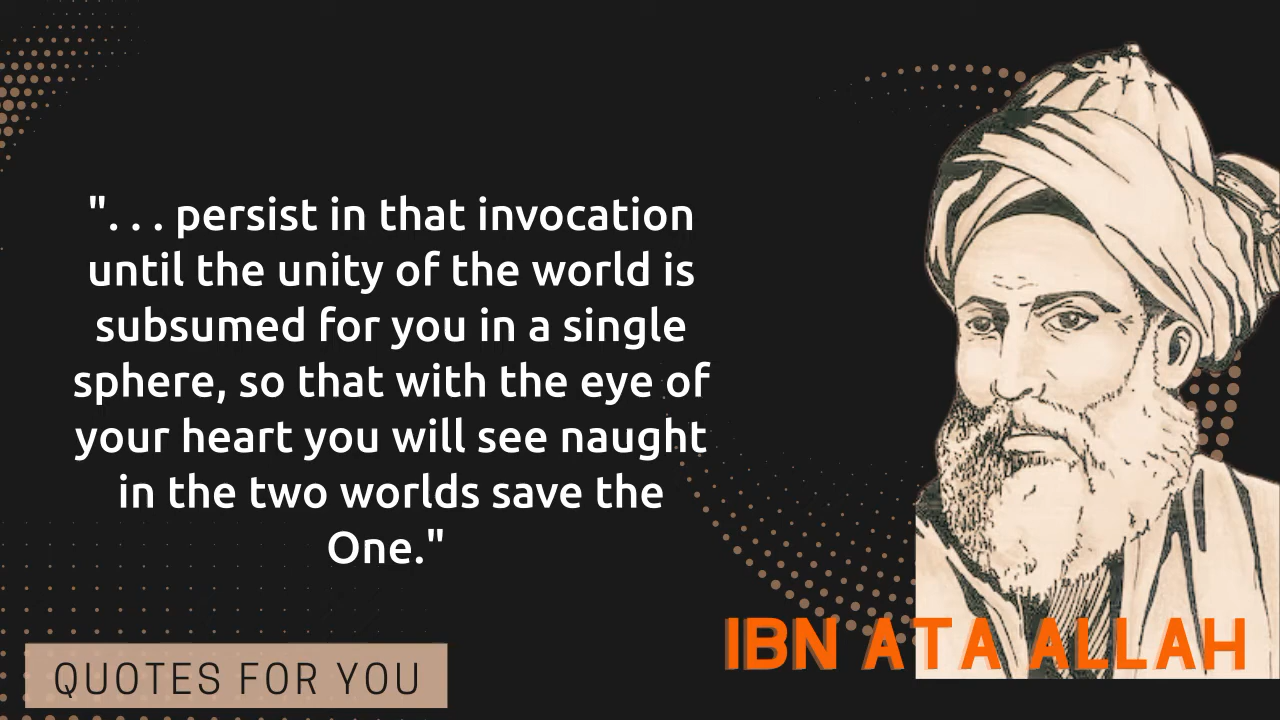 ". . . persist in that invocation
until the unity of the world is
subsumed for you in a single
sphere, so that with the eye of
your heart you will see naught
in the two worlds save the
One."
IBN ATA ALLAH
QUOTES FOR YOU